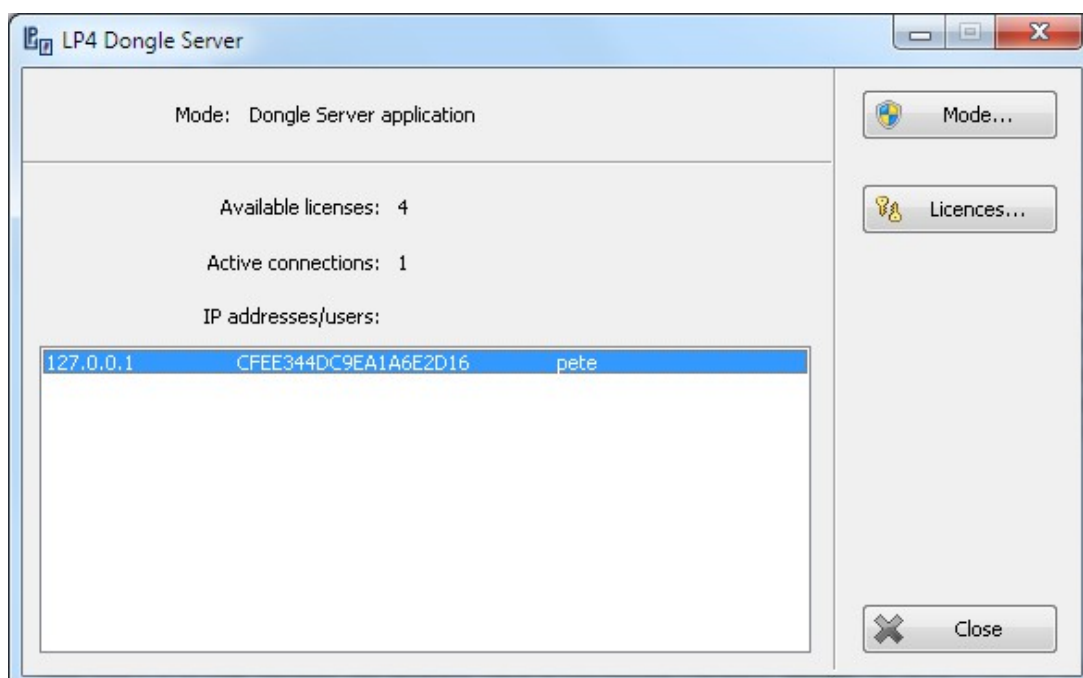 LP4 Dongle Server
Mode: Dongle Server application
Mode...
Available licenses: 4
Licences...
Active connections: 1
IP addresses/users:
127.0.0.1 CFEE344DC9EA1A6E2D16 pete
Close